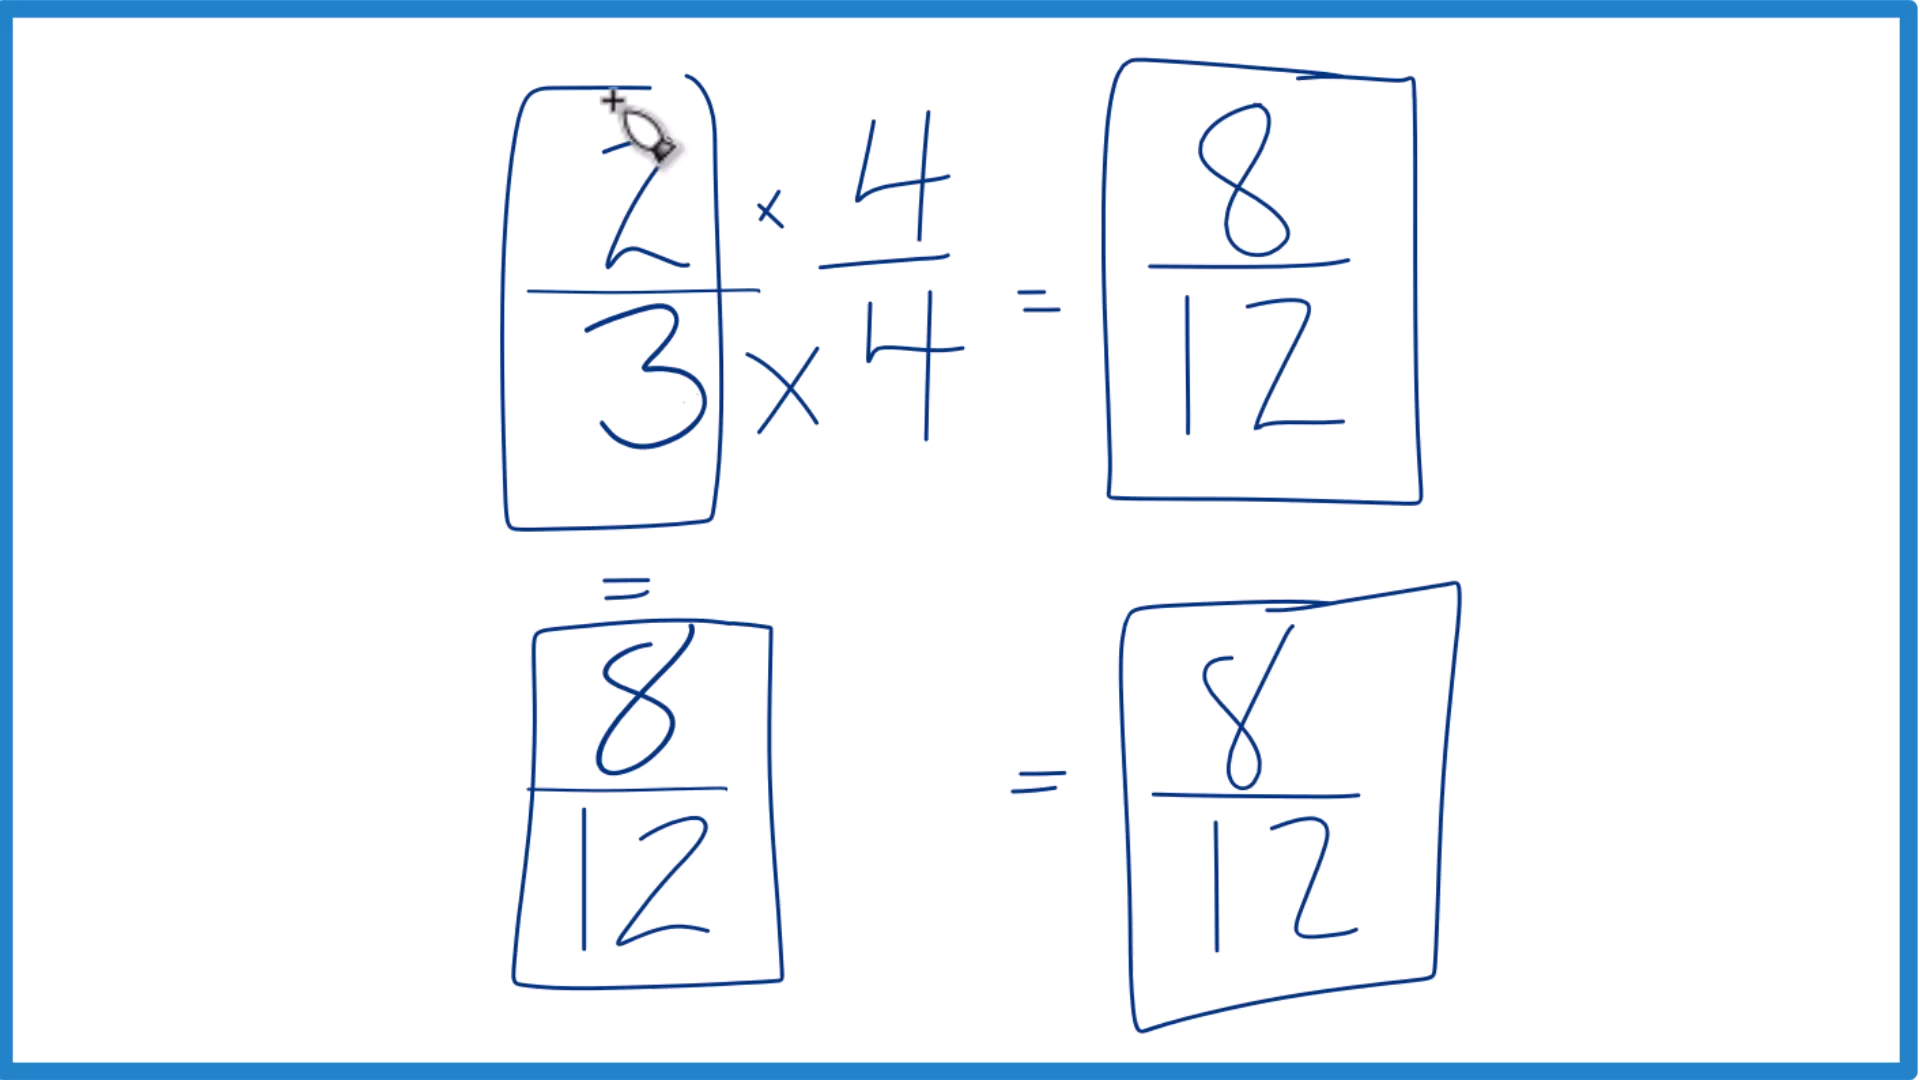 2/3 × 4/4 = 8/12
=
8/12 = 8/12